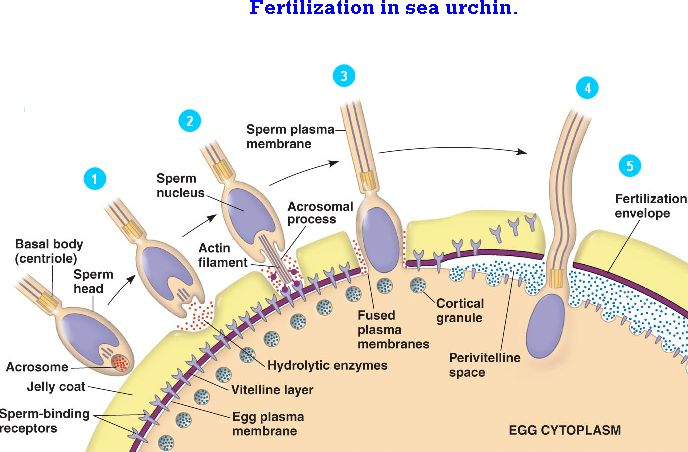 Fertilization in sea urchin.
3
4
2
Sperm plasma
membrane
5
1
Sperm
nucleus
Fertilization
envelope
Acrosomal
process
Basal body
(centriole)
Actin
filament
Sperm
head
Cortical
granule
Fused
plasma
membranes
Perivitelline
space
Acrosome
Hydrolytic enzymes
Jelly coat
Vitelline layer
Sperm-binding
receptors
Egg plasma
membrane
EGG CYTOPLASM